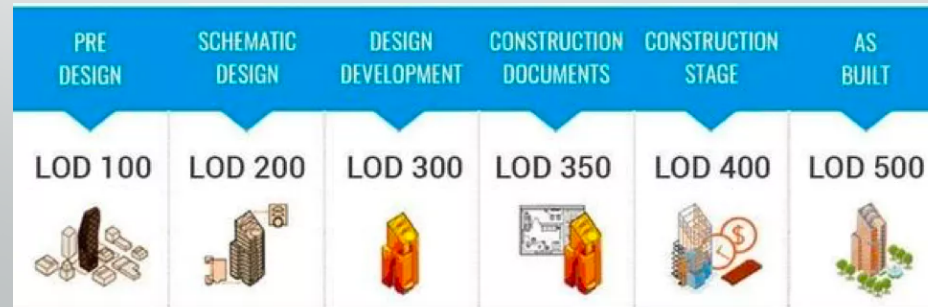 PRE
DESIGN
SCHEMATIC
DESIGN
DESIGN
DEVELOPMENT
CONSTRUCTION
DOCUMENTS
CONSTRUCTION
STAGE
AS
BUILT
LOD 100
LOD 200
LOD 300
LOD 350
LOD 400
LOD 500
$